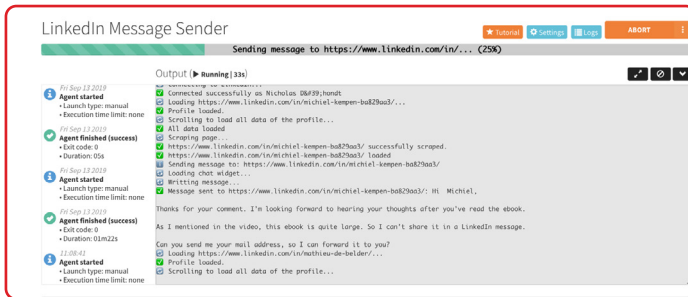 LinkedIn Message Sender
Tutorial
Settings
Logs
ABORT
Sending message to https://www.linkedin.com/in/... (25%)
Output (▶ Running | 33s)
Fri Sep 13 2019
Agent started
• Launch type: manual
• Execution time limit: none
Fri Sep 13 2019
Agent finished (success)
• Exit code: 0
• Duration: 05s
Fri Sep 13 2019
Agent started
• Launch type: manual
• Execution time limit: none
Fri Sep 13 2019
Agent finished (success)
• Exit code: 0
• Duration: 01m22s
11:08:41
Agent started
• Launch type: manual
• Execution time limit: none
Connecting to LinkedIn...
Connected successfully as Nicholas D&#39;hondt
Loading https://www.linkedin.com/in/michiel-kempen-ba829aa3/...
Profile loaded.
Scrolling to load all data of the profile...
All data loaded
Scraping page...
https://www.linkedin.com/in/michiel-kempen-ba829aa3/ successfully scraped.
https://www.linkedin.com/in/michiel-kempen-ba829aa3/ loaded
Sending message to: https://www.linkedin.com/in/michiel-kempen-ba829aa3/
Loading chat widget...
Writting message...
Message sent to https://www.linkedin.com/in/michiel-kempen-ba829aa3/: Hi  Michiel,
Thanks for your comment. I'm looking forward to hearing your thoughts after you've read the ebook.
As I mentioned in the video, this ebook is quite large. So I can't share it in a LinkedIn message.
Can you send me your mail address, so I can forward it to you?
Loading https://www.linkedin.com/in/mathieu-de-belder/...
Profile loaded.
Scrolling to load all data of the profile...